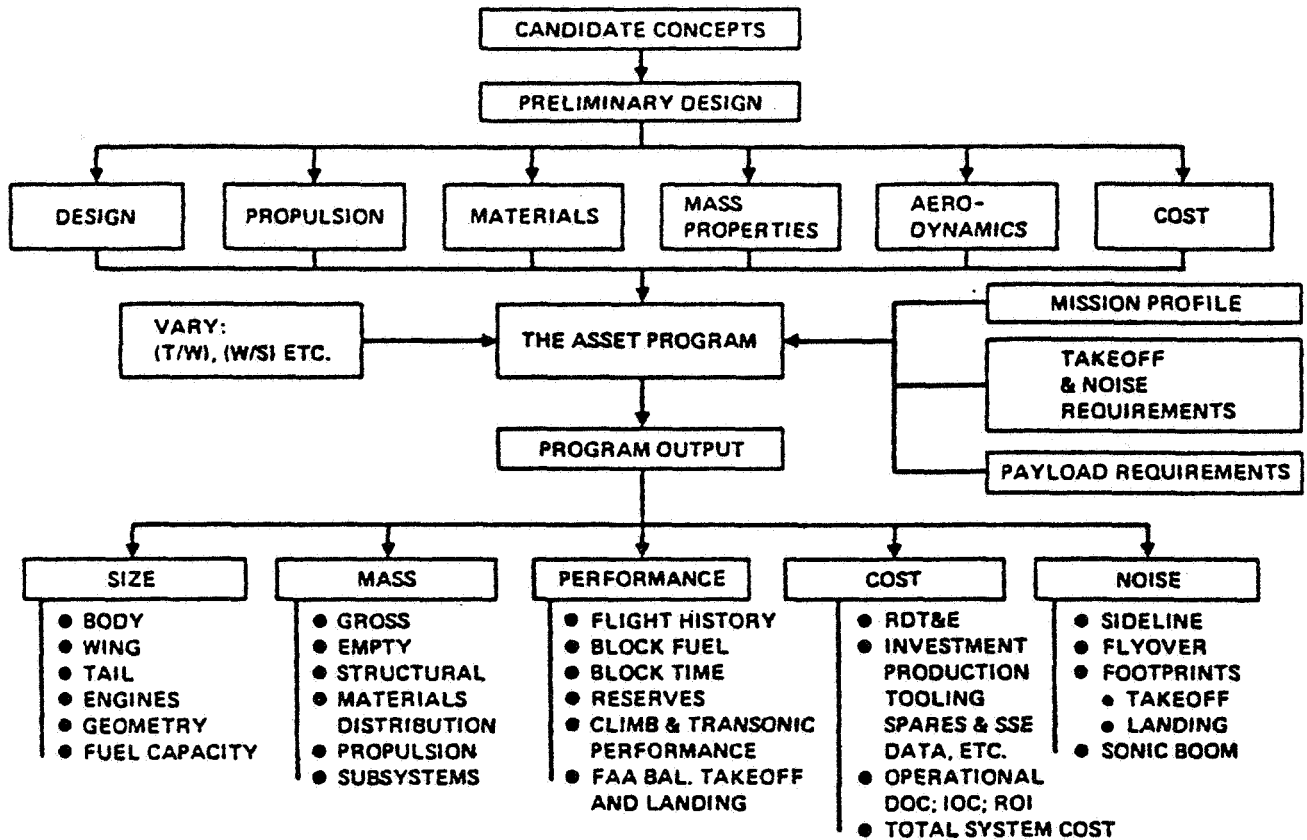 CANDIDATE CONCEPTS
PRELIMINARY DESIGN
DESIGN
PROPULSION
MATERIALS
MASS
PROPERTIES
AERO-
DYNAMICS
COST
VARY:
(T/W), (W/S) ETC.
THE ASSET PROGRAM
MISSION PROFILE
TAKEOFF
& NOISE
REQUIREMENTS
PAYLOAD REQUIREMENTS
PROGRAM OUTPUT
SIZE
● BODY
● WING
● TAIL
● ENGINES
● GEOMETRY
● FUEL CAPACITY
MASS
● GROSS
● EMPTY
● STRUCTURAL
● MATERIALS
DISTRIBUTION
● PROPULSION
● SUBSYSTEMS
PERFORMANCE
● FLIGHT HISTORY
● BLOCK FUEL
● BLOCK TIME
● RESERVES
● CLIMB & TRANSONIC
PERFORMANCE
● FAA BAL. TAKEOFF
AND LANDING
COST
● RDT&E
● INVESTMENT
PRODUCTION
TOOLING
SPARES & SSE
DATA, ETC.
● OPERATIONAL
DOC; IOC; ROI
● TOTAL SYSTEM COST
NOISE
● SIDELINE
● FLYOVER
● FOOTPRINTS
● TAKEOFF
● LANDING
● SONIC BOOM